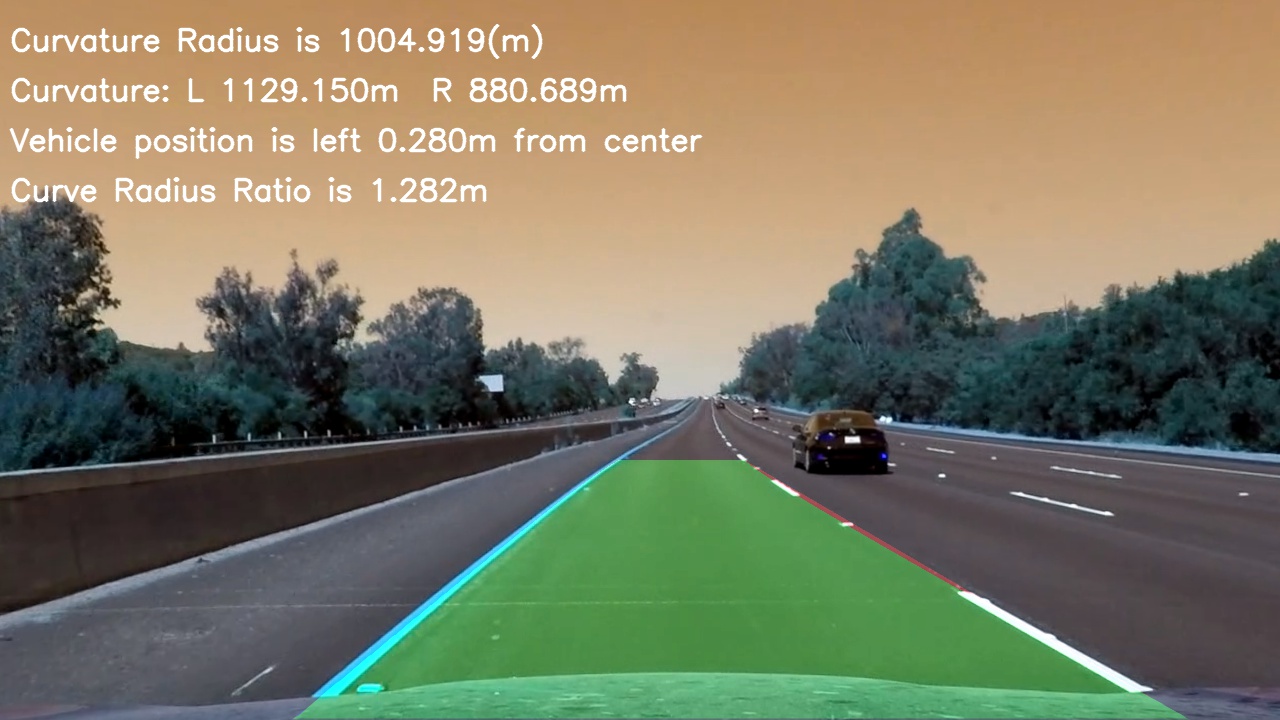 Curvature Radius is 1004.919(m)
Curvature: L 1129.150m R 880.689m
Vehicle position is left 0.280m from center
Curve Radius Ratio is 1.282m